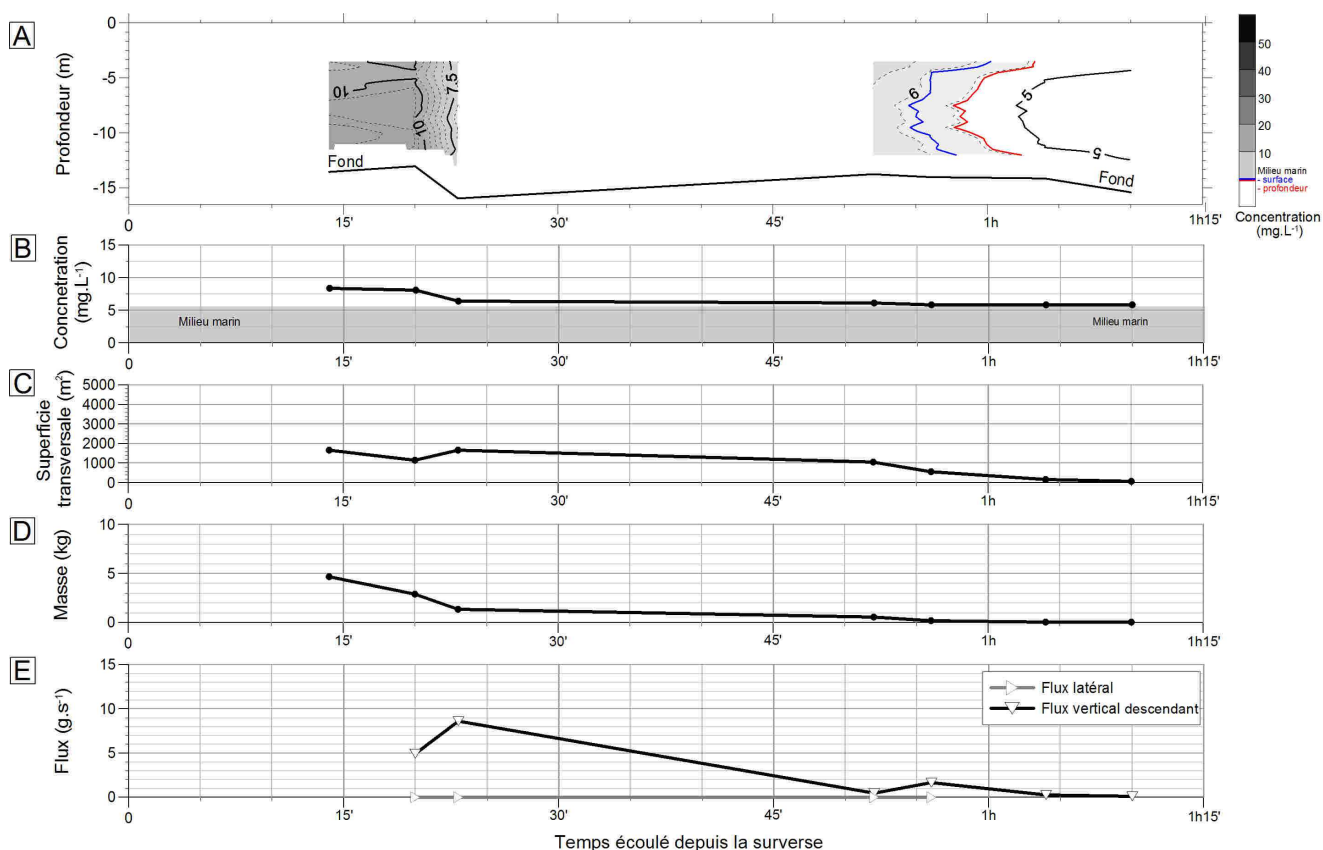 A
Profondeur (m)
0
-5
-10
-15
10
10
7.5
6
5
5
Fond
Fond
0
15'
30'
45'
1h
1h15'
50
40
30
20
10
Milieu marin
- surface
- profondeur
Concentration
(mg.L⁻¹)
B
Concnetration
(mg.L⁻¹)
15
10
5
0
Milieu marin
Milieu marin
0
15'
30'
45'
1h
1h15'
C
Superficie
transversale (m²)
5000
4000
3000
2000
1000
0
0
15'
30'
45'
1h
1h15'
D
Masse (kg)
10
5
0
0
15'
30'
45'
1h
1h15'
E
Flux (g.s⁻¹)
15
10
5
0
Flux latéral
Flux vertical descendant
0
15'
30'
45'
1h
1h15'
Temps écoulé depuis la surverse